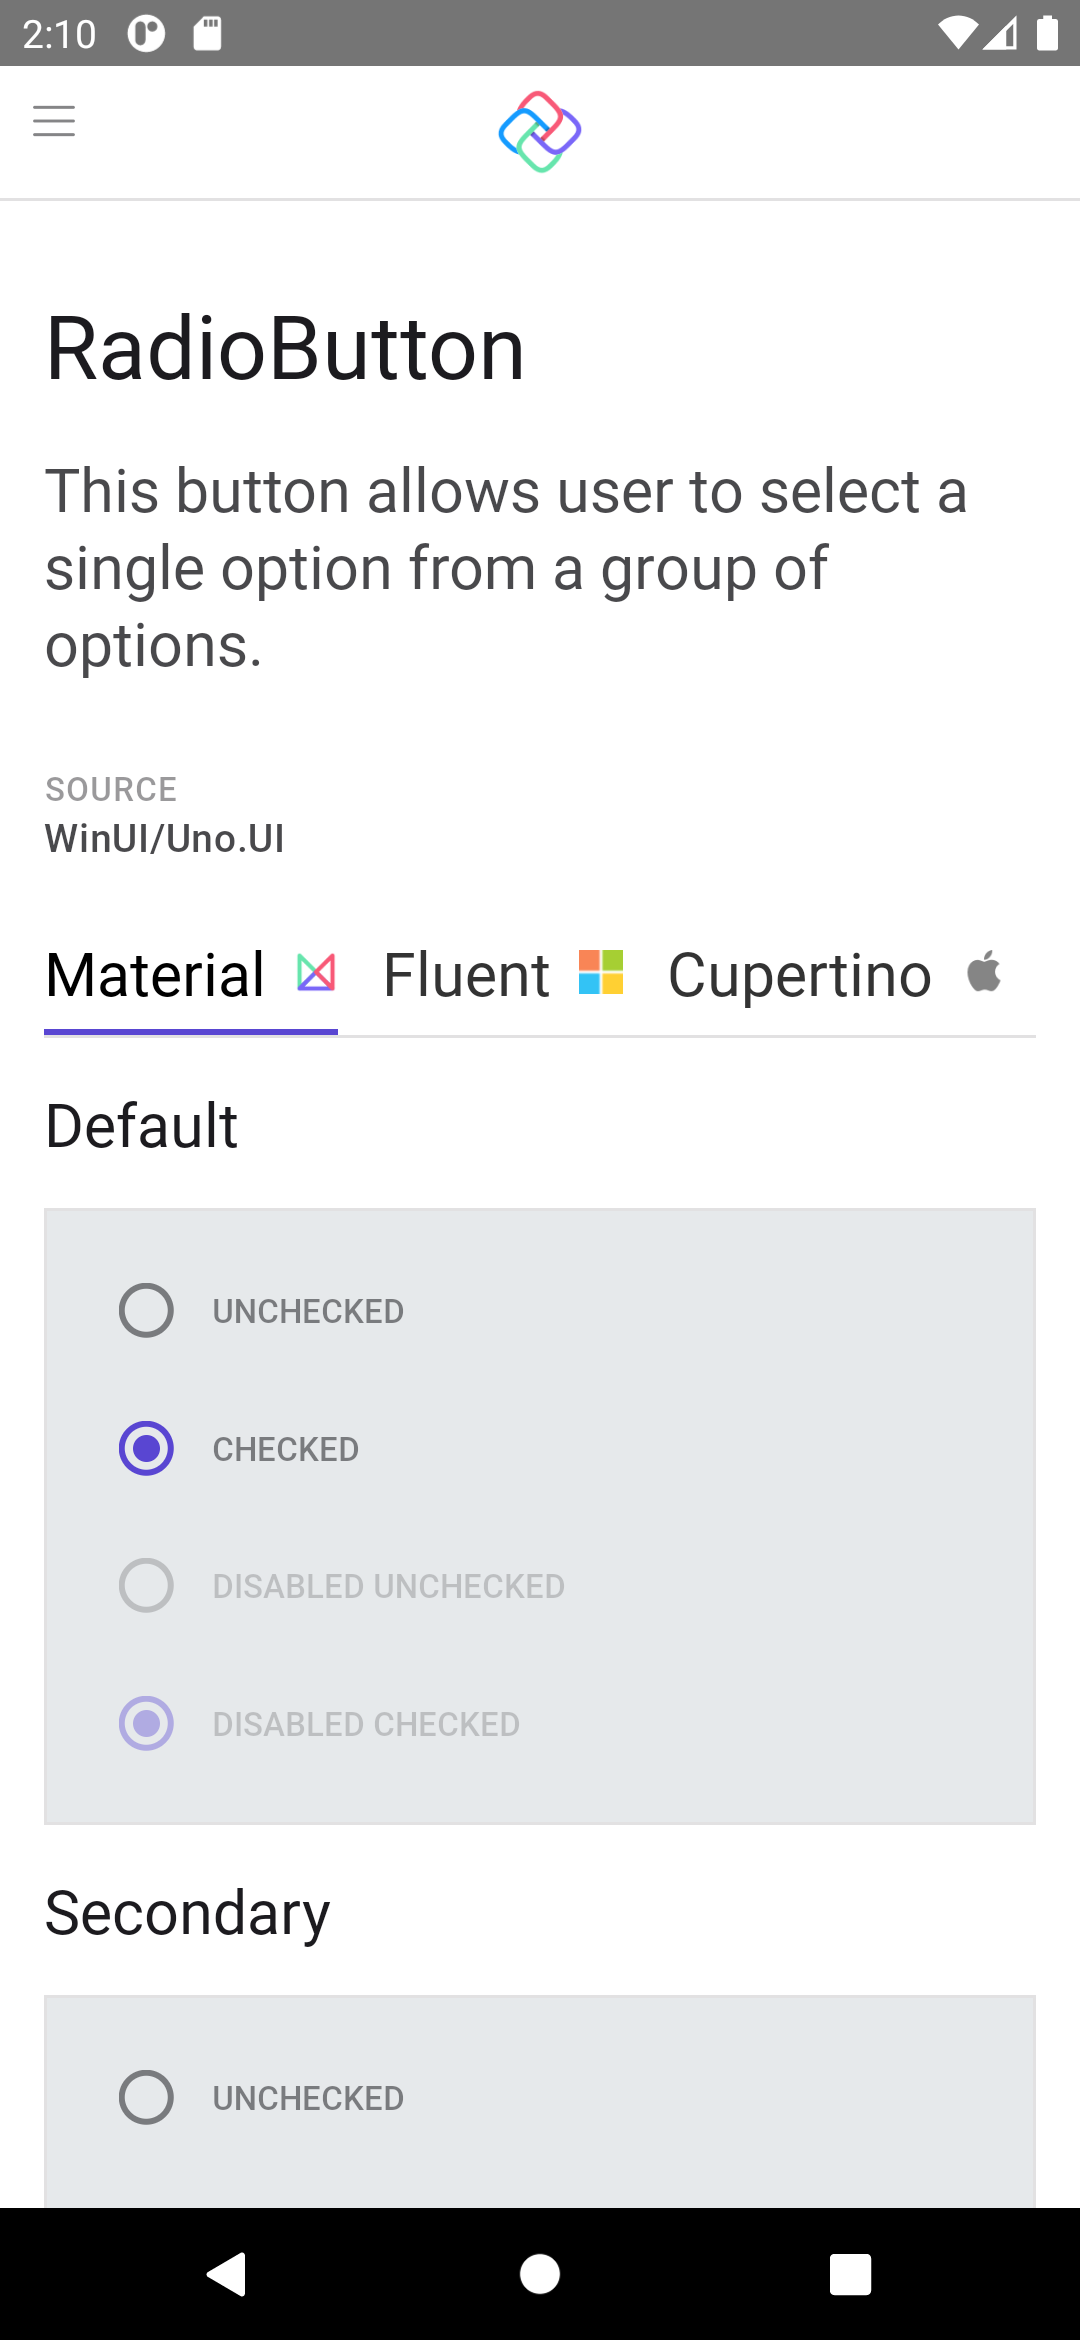 2:10
RadioButton
This button allows user to select a
single option from a group of
options.
SOURCE
WinUI/Uno.UI
Material Fluent Cupertino
Default
UNCHECKED
CHECKED
DISABLED UNCHECKED
DISABLED CHECKED
Secondary
UNCHECKED